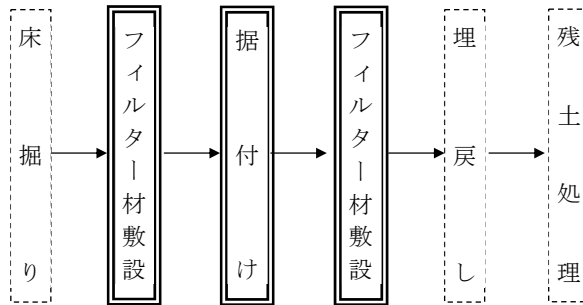 床掘り
フィルター材敷設
据付け
フィルター材敷設
埋戻し
残土処理